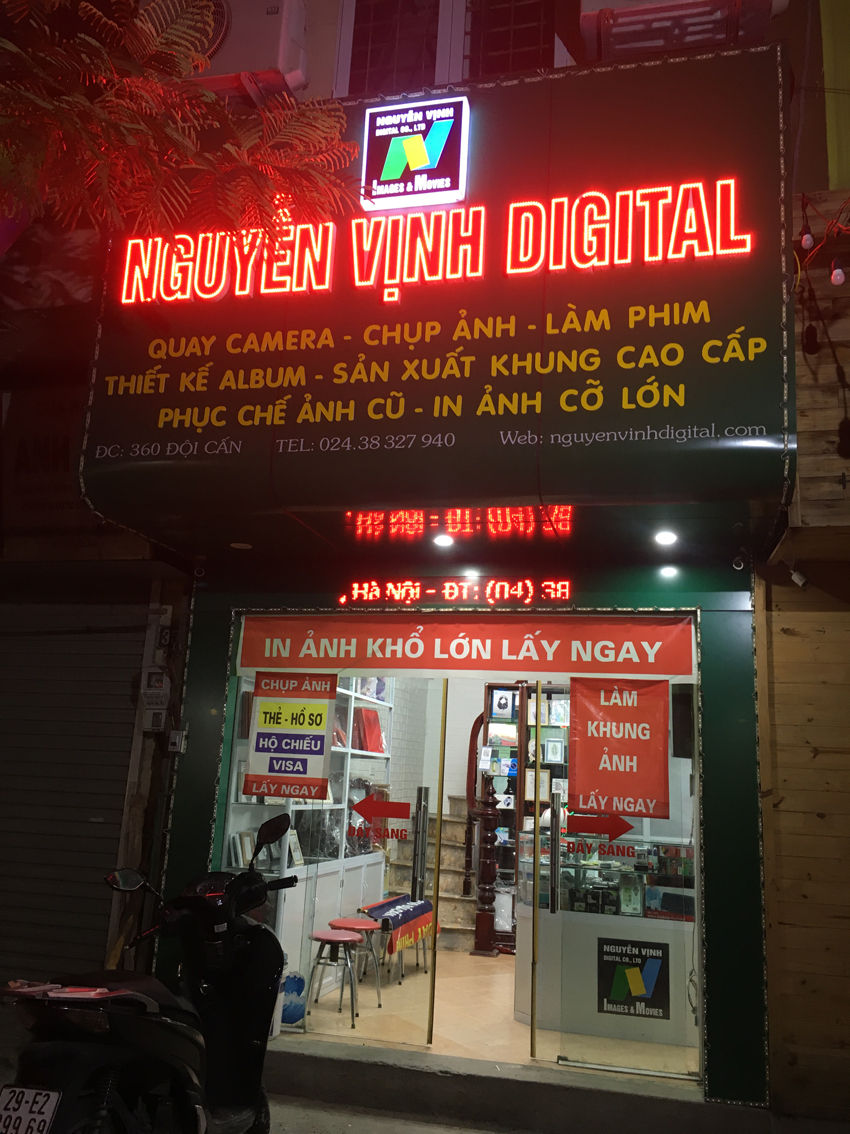 NGUYỄN VỊNH
DIGITAL CO., LTD
IMAGES & MOVIES
NGUYỄN VỊNH DIGITAL
QUAY CAMERA - CHỤP ẢNH - LÀM PHIM
THIẾT KẾ ALBUM - SẢN XUẤT KHUNG CAO CẤP
PHỤC CHẾ ẢNH CŨ - IN ẢNH CỠ LỚN
ĐC: 360 ĐỘI CẤN TEL: 024.38 327 940 Web: nguyenvinhdigital.com
, Hà Nội - ĐT: (04) 38
IN ẢNH KHỔ LỚN LẤY NGAY
CHỤP ẢNH
THẺ - HỒ SƠ
HỘ CHIẾU
VISA
LẤY NGAY
LÀM
KHUNG
ẢNH
LẤY NGAY
ĐẨY SANG
ĐẨY SANG
NGUYỄN VỊNH
DIGITAL CO., LTD
IMAGES & MOVIES
29-E2